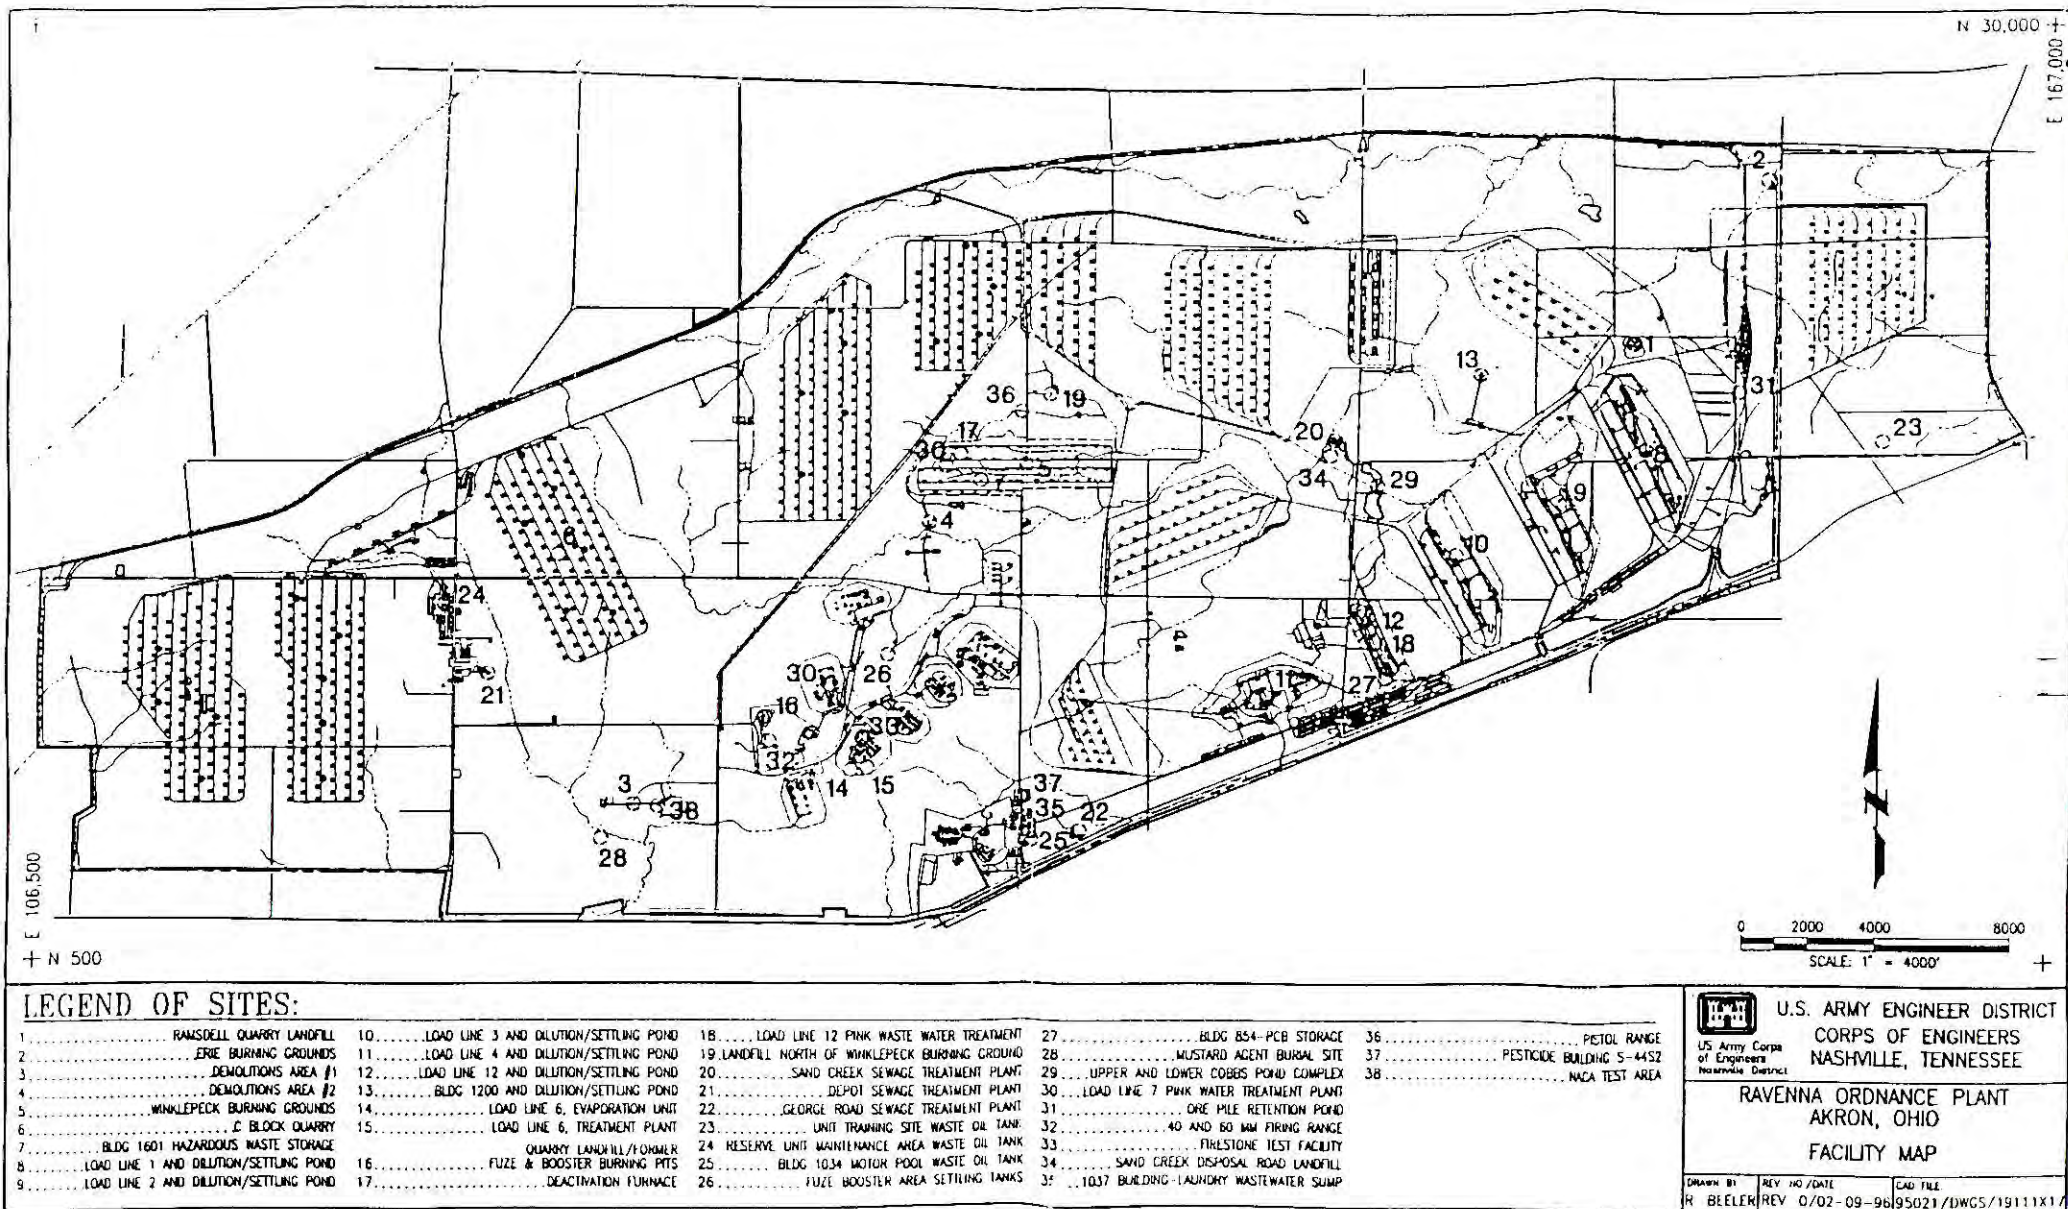 N 30,000
E 167,000
2
1
13
31
23
36
19
17
30
5
7
20
34
29
8
9
10
4
6
24
21
4a
12
18
30
26
16
11
27
32
33
14
15
3
38
28
37
35
22
25
E 106,500
N 500
N
0 2000 4000 8000
SCALE: 1" = 4000'
LEGEND OF SITES:
1 RAMSDELL QUARRY LANDFILL
2 ERIE BURNING GROUNDS
3 DEMOLITIONS AREA #1
4 DEMOLITIONS AREA #2
5 WINKLEPECK BURNING GROUNDS
6 C BLOCK QUARRY
7 BLDG 1601 HAZARDOUS WASTE STORAGE
8 LOAD LINE 1 AND DILUTION/SETTLING POND
9 LOAD LINE 2 AND DILUTION/SETTLING POND
10 LOAD LINE 3 AND DILUTION/SETTLING POND
11 LOAD LINE 4 AND DILUTION/SETTLING POND
12 LOAD LINE 12 AND DILUTION/SETTLING POND
13 BLDG 1200 AND DILUTION/SETTLING POND
14 LOAD LINE 6, EVAPORATION UNIT
15 LOAD LINE 6, TREATMENT PLANT
QUARRY LANDFILL/FORMER
16 FUZE & BOOSTER BURNING PITS
17 DEACTIVATION FURNACE
18 LOAD LINE 12 PINK WASTE WATER TREATMENT
19 LANDFILL NORTH OF WINKLEPECK BURNING GROUND
20 SAND CREEK SEWAGE TREATMENT PLANT
21 DEPOT SEWAGE TREATMENT PLANT
22 GEORGE ROAD SEWAGE TREATMENT PLANT
23 UNIT TRAINING SITE WASTE OIL TANK
24 RESERVE UNIT MAINTENANCE AREA WASTE OIL TANK
25 BLDG 1034 MOTOR POOL WASTE OIL TANK
26 FUZE BOOSTER AREA SETTLING TANKS
27 BLDG 854-PCB STORAGE
28 MUSTARD AGENT BURIAL SITE
29 UPPER AND LOWER COBBS POND COMPLEX
30 LOAD LINE 7 PINK WATER TREATMENT PLANT
31 ORE PILE RETENTION POND
32 40 AND 60 MM FIRING RANGE
33 FIRESTONE TEST FACILITY
34 SAND CREEK DISPOSAL ROAD LANDFILL
35 1037 BUILDING-LAUNDRY WASTEWATER SUMP
36 PISTOL RANGE
37 PESTICIDE BUILDING S-4452
38 NACA TEST AREA
US Army Corps
of Engineers
Nashville District
U.S. ARMY ENGINEER DISTRICT
CORPS OF ENGINEERS
NASHVILLE, TENNESSEE
RAVENNA ORDNANCE PLANT
AKRON, OHIO
FACILITY MAP
DRAWN BY
R BEELER
REV NO/DATE
REV 0/02-09-96
CAD FILE
95021/DWGS/19111X17